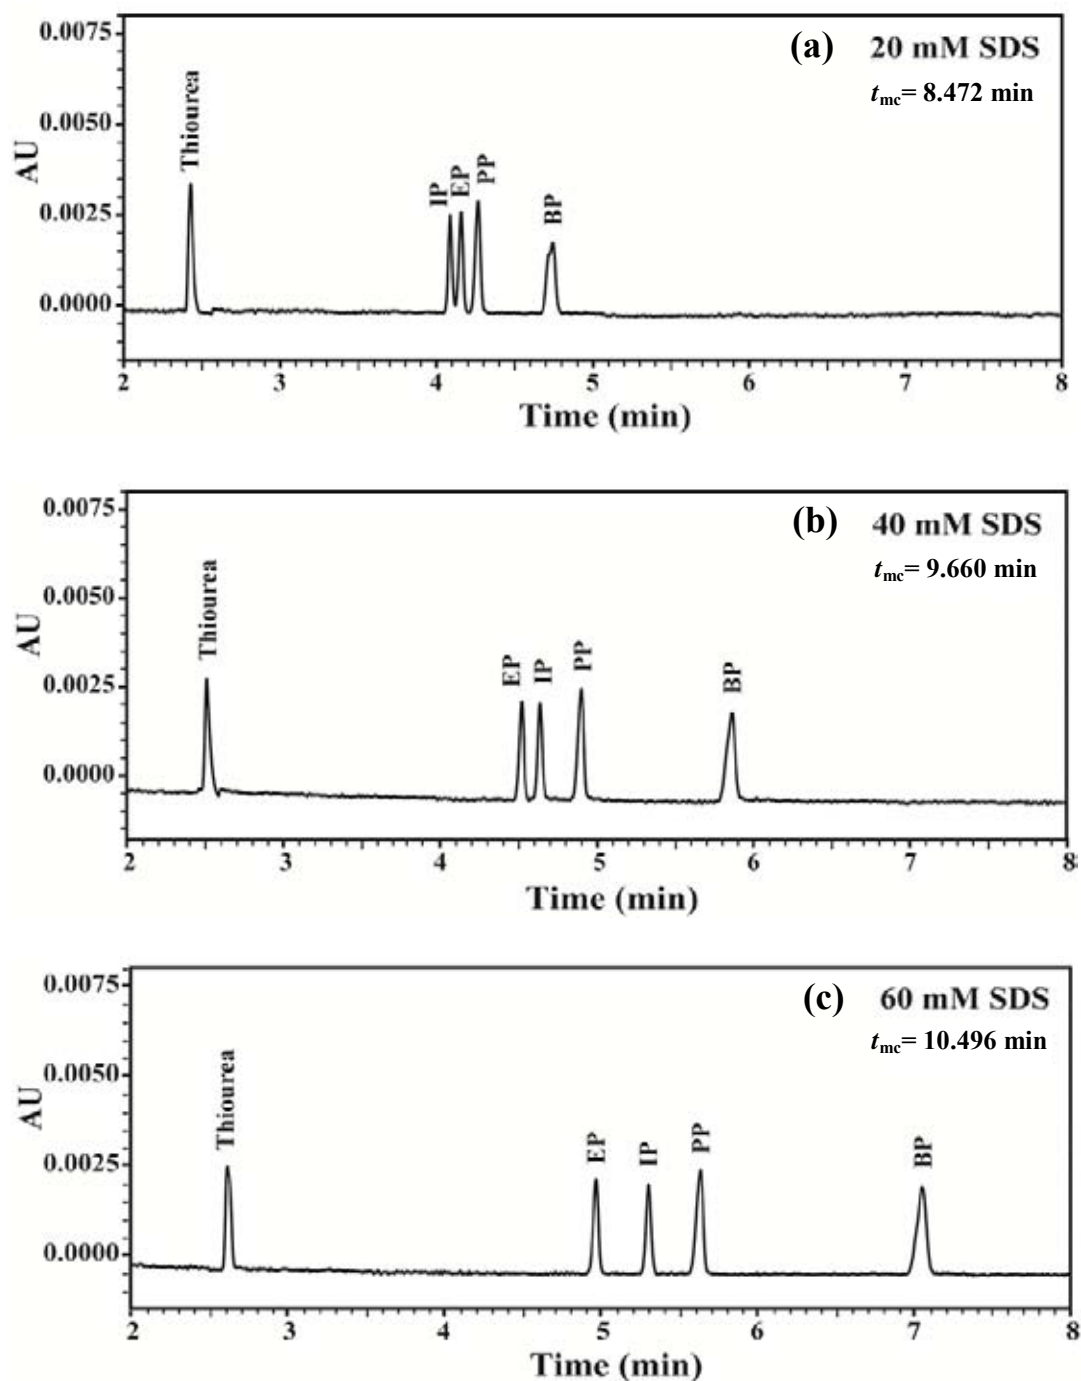 0.0075
(a) 20 mM SDS
tmc= 8.472 min
0.0050
AU
Thiourea
IP
EP
PP
BP
0.0025
0.0000
2 3 4 5 6 7 8
Time (min)
0.0075
(b) 40 mM SDS
tmc= 9.660 min
0.0050
AU
Thiourea
EP
IP
PP
BP
0.0025
0.0000
2 3 4 5 6 7 8
Time (min)
0.0075
(c) 60 mM SDS
tmc= 10.496 min
0.0050
AU
Thiourea
EP
IP
PP
BP
0.0025
0.0000
2 3 4 5 6 7 8
Time (min)